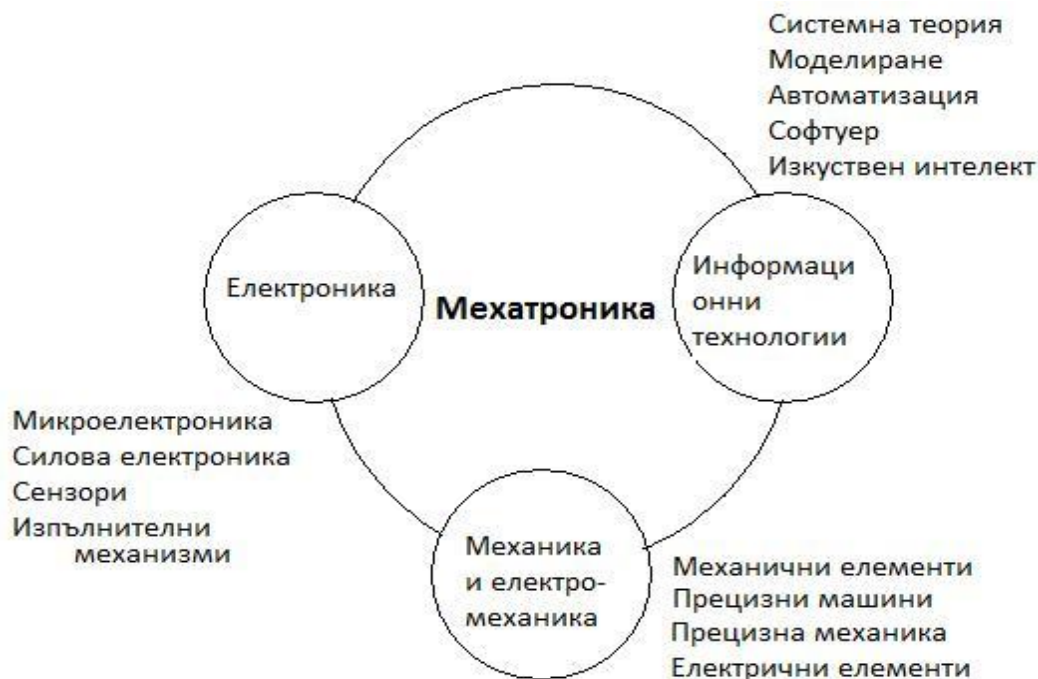 Системна теория
Моделиране
Автоматизация
Софтуер
Изкуствен интелект
Електроника
Мехатроника
Информаци
онни
технологии
Микроелектроника
Силова електроника
Сензори
Изпълнителни
механизми
Механика
и електро-
механика
Механични елементи
Прецизни машини
Прецизна механика
Електрични елементи